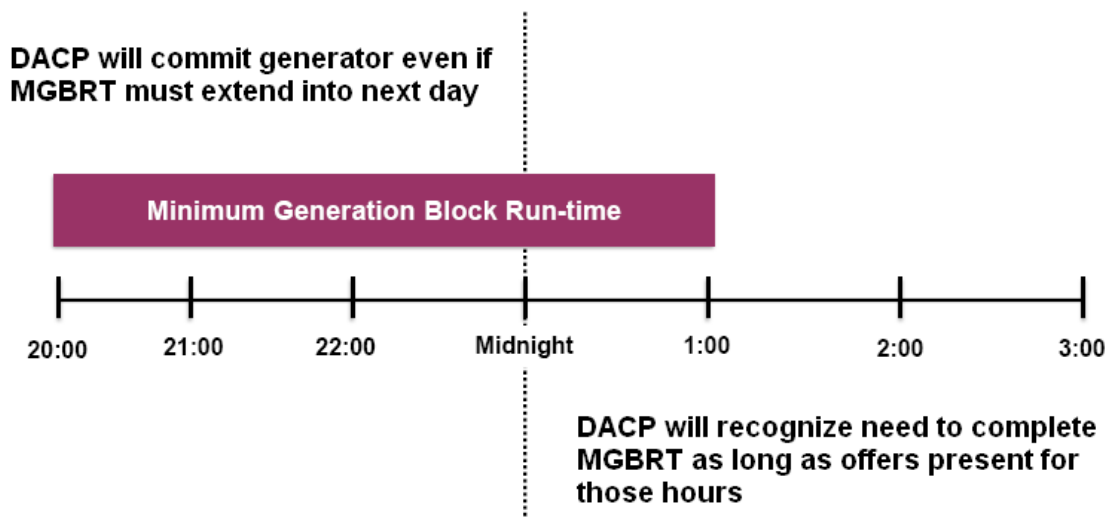 DACP will commit generator even if
MGBRT must extend into next day
Minimum Generation Block Run-time
20:00 21:00 22:00 Midnight 1:00 2:00 3:00
DACP will recognize need to complete
MGBRT as long as offers present for
those hours